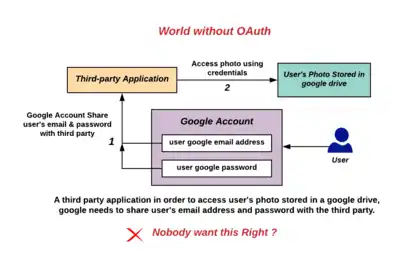 World without OAuth
Access photo using
credentials
2
Third-party Application
User's Photo Stored in
google drive
Google Account Share
user's email & password
with third party
1
Google Account
user google email address
user google password
User
A third party application in order to access user's photo stored in a google drive,
google needs to share user's email address and password with the third party.
Nobody want this Right ?